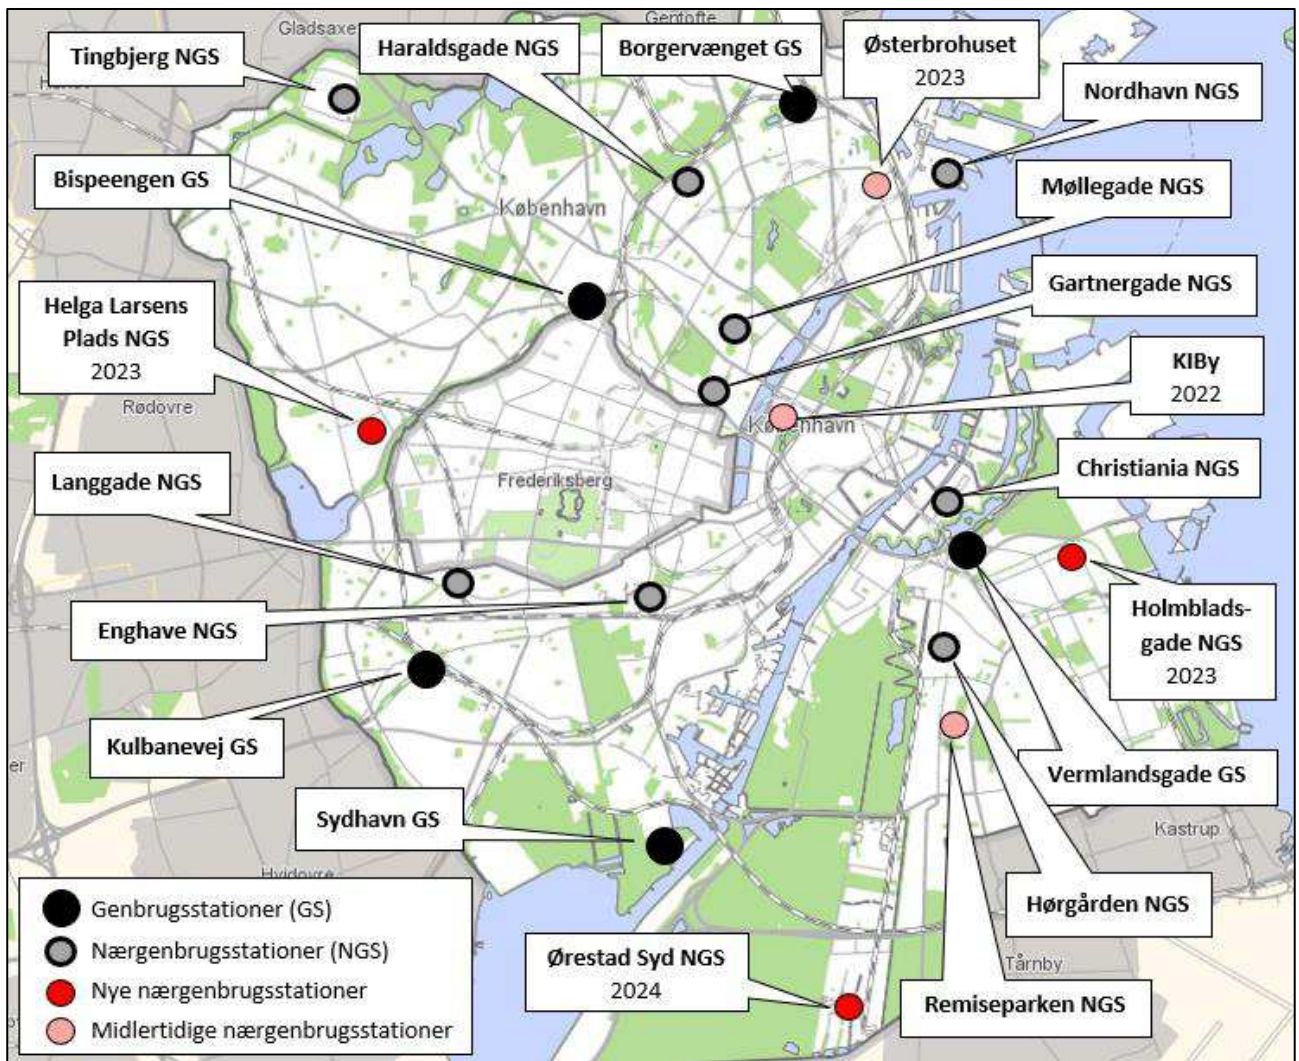 Gladsaxe
Gentofte
Tingbjerg NGS
Haraldsgade NGS
Borgervænget GS
Østerbrohuset
2023
Nordhavn NGS
Bispeengen GS
København
Møllegade NGS
Gartnergade NGS
Helga Larsens
Plads NGS
2023
Rødovre
KIBy
2022
København
Langgade NGS
Frederiksberg
Christiania NGS
Enghave NGS
Holmblads-
gade NGS
2023
Kulbanevej GS
Vermlandsgade GS
er
Sydhavn GS
Kastrup
Hvidovre
Genbrugsstationer (GS)
Nærgenbrugsstationer (NGS)
Nye nærgenbrugsstationer
Midlertidige nærgenbrugsstationer
Hørgården NGS
Ørestad Syd NGS
2024
Tårnby
Remiseparken NGS